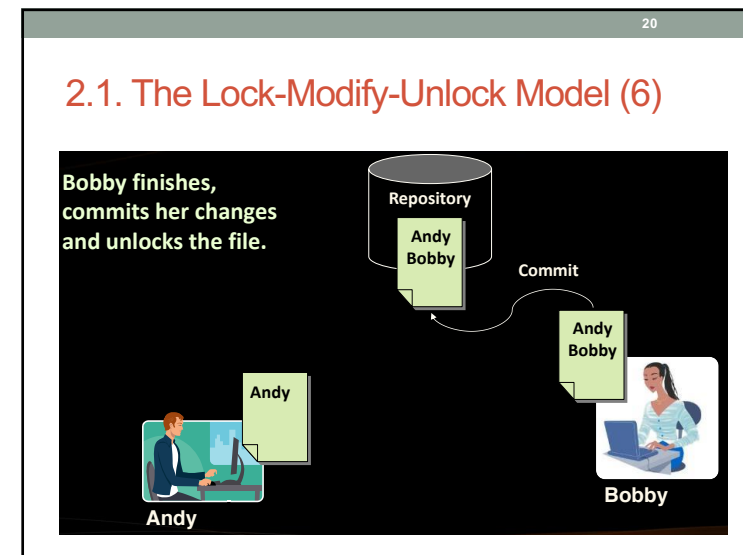 20
2.1. The Lock-Modify-Unlock Model (6)
Bobby finishes,
commits her changes
and unlocks the file.
Repository
Andy
Bobby
Commit
Andy
Bobby
Andy
Andy
Bobby